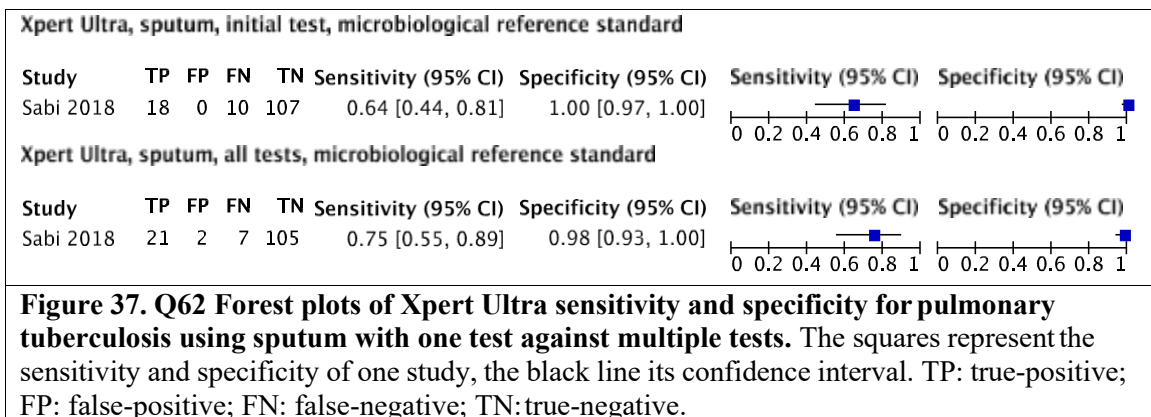 Xpert Ultra, sputum, initial test, microbiological reference standard
Study TP FP FN TN Sensitivity (95% CI) Specificity (95% CI) Sensitivity (95% CI) Specificity (95% CI)
Sabi 2018 18 0 10 107 0.64 [0.44, 0.81] 1.00 [0.97, 1.00]
0 0.2 0.4 0.6 0.8 1 0 0.2 0.4 0.6 0.8 1
Xpert Ultra, sputum, all tests, microbiological reference standard
Study TP FP FN TN Sensitivity (95% CI) Specificity (95% CI) Sensitivity (95% CI) Specificity (95% CI)
Sabi 2018 21 2 7 105 0.75 [0.55, 0.89] 0.98 [0.93, 1.00]
0 0.2 0.4 0.6 0.8 1 0 0.2 0.4 0.6 0.8 1
Figure 37. Q62 Forest plots of Xpert Ultra sensitivity and specificity for pulmonary
tuberculosis using sputum with one test against multiple tests. The squares represent the
sensitivity and specificity of one study, the black line its confidence interval. TP: true-positive;
FP: false-positive; FN: false-negative; TN: true-negative.